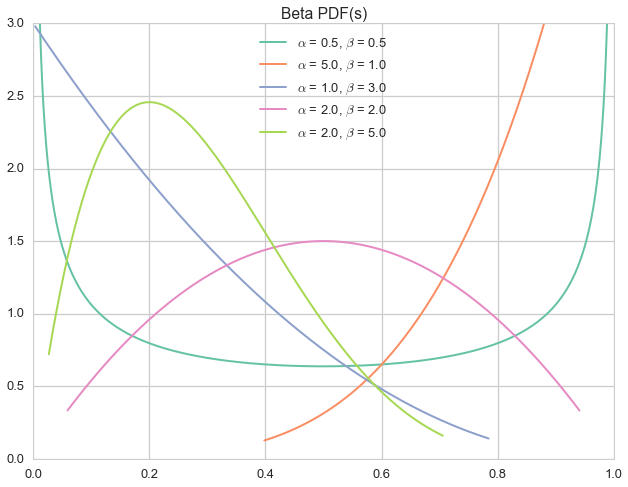 Beta PDF(s)
3.0
2.5
2.0
1.5
1.0
0.5
0.0
α = 0.5, β = 0.5
α = 5.0, β = 1.0
α = 1.0, β = 3.0
α = 2.0, β = 2.0
α = 2.0, β = 5.0
0.0 0.2 0.4 0.6 0.8 1.0